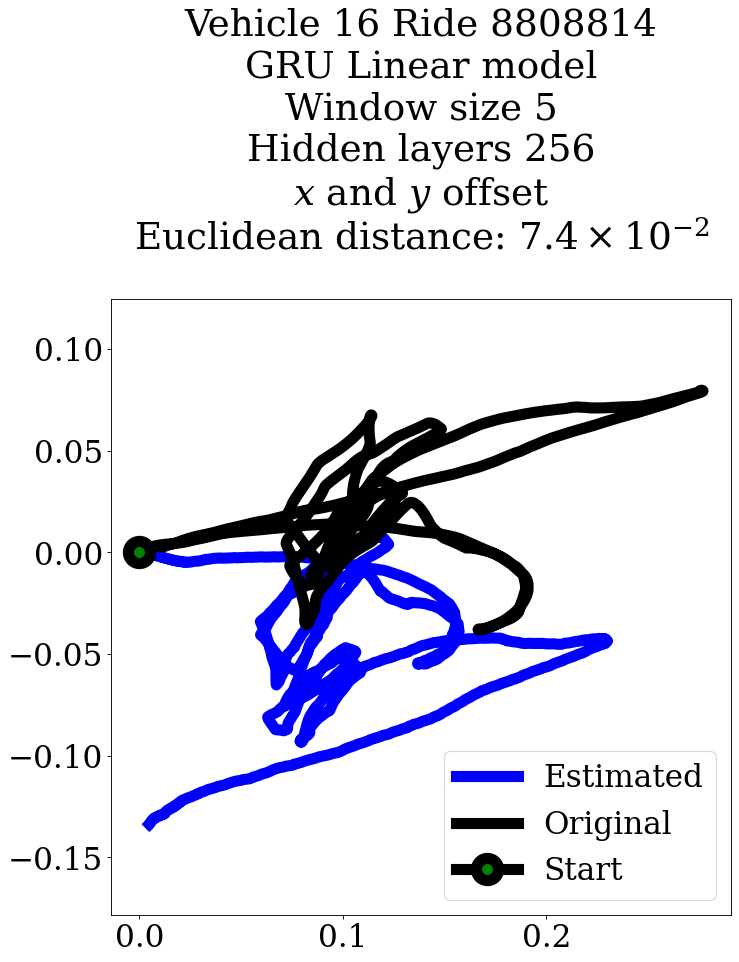 Vehicle 16 Ride 8808814
GRU Linear model
Window size 5
Hidden layers 256
x and y offset
Euclidean distance: 7.4 × 10⁻²
0.10
0.05
0.00
−0.05
−0.10
−0.15
Estimated
Original
Start
0.0 0.1 0.2